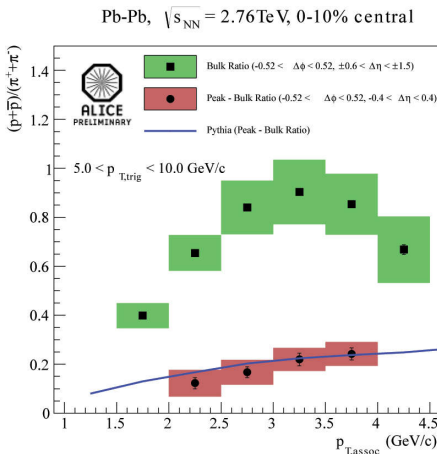 Pb-Pb, √s_NN = 2.76TeV, 0-10% central
(p+p̄)/(π⁺+π⁻)
1.4
1.2
1
0.8
0.6
0.4
0.2
0
ALICE
PRELIMINARY
Bulk Ratio (-0.52 < Δϕ < 0.52, ±0.6 < Δη < ±1.5)
Peak - Bulk Ratio (-0.52 < Δϕ < 0.52, -0.4 < Δη < 0.4)
Pythia (Peak - Bulk Ratio)
5.0 < p_T,trig < 10.0 GeV/c
1 1.5 2 2.5 3 3.5 4 4.5
p_T,assoc (GeV/c)